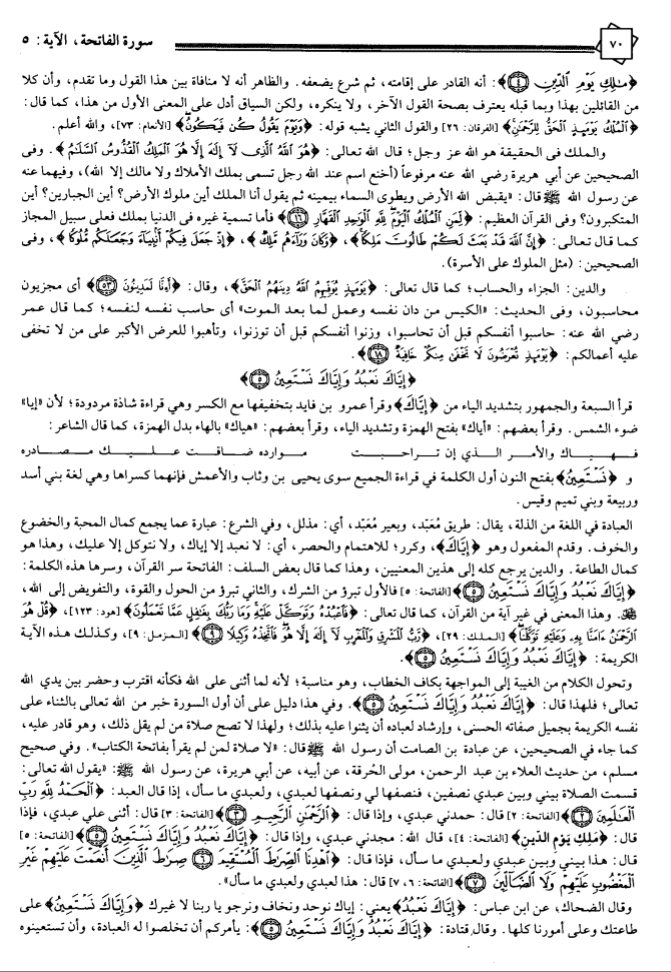 ٧٠ سورة الفاتحة، الآية: ٥
﴿مَٰلِكِ يَوۡمِ ٱلدِّينِ ٤﴾: أنه القادر على إقامته، ثم شرع يضعفه. والظاهر أنه لا منافاة بين هذا القول وما تقدم، وأن كلا
من القائلين بهذا وبما قبله يعترف بصحة القول الآخر، ولا ينكره، ولكن السياق أدل على المعنى الأول من هذا، كما قال:
﴿ٱلۡمُلۡكُ يَوۡمَئِذٍ ٱلۡحَقُّ لِلرَّحۡمَٰنِ﴾ [الفرقان: ٢٦] والقول الثاني يشبه قوله: ﴿وَيَوۡمَ يَقُولُ كُن فَيَكُونُ﴾ [الأنعام: ٧٣]، والله أعلم.
والملك في الحقيقة هو الله عز وجل؛ قال الله تعالى: ﴿هُوَ ٱللَّهُ ٱلَّذِى لَآ إِلَٰهَ إِلَّا هُوَ ٱلۡمَلِكُ ٱلۡقُدُّوسُ ٱلسَّلَٰمُ﴾. وفى
الصحيحين عن أبي هريرة رضي الله عنه مرفوعاً (أخنع اسم عند الله رجل تسمى بملك الأملاك ولا مالك إلا الله)، وفيهما عنه
عن رسول الله ﷺ قال: «يقبض الله الأرض ويطوى السماء بيمينه ثم يقول أنا الملك أين ملوك الأرض؟ أين الجبارين؟ أين
المتكبرون؟ وفى القرآن العظيم: ﴿لِّمَنِ ٱلۡمُلۡكُ ٱلۡيَوۡمَۖ لِلَّهِ ٱلۡوَٰحِدِ ٱلۡقَهَّارِ ١٦﴾ فأما تسمية غيره فى الدنيا بملك فعلى سبيل المجاز
كما قال تعالى: ﴿إِنَّ ٱللَّهَ قَدۡ بَعَثَ لَكُمۡ طَالُوتَ مَلِكٗا﴾، ﴿وَكَانَ وَرَآءَهُم مَّلِكٞ﴾، ﴿إِذۡ جَعَلَ فِيكُمۡ أَنۢبِيَآءَ وَجَعَلَكُم مُّلُوكٗا﴾، وفى
الصحيحين: (مثل الملوك على الأسرة).
والدين: الجزاء والحساب؛ كما قال تعالى: ﴿يَوۡمَئِذٖ يُوَفِّيهِمُ ٱللَّهُ دِينَهُمُ ٱلۡحَقَّ﴾، وقال: ﴿أَءِنَّا لَمَدِينُونَ ٥٣﴾ أى مجزيون
محاسبون، وفى الحديث: «الكيس من دان نفسه وعمل لما بعد الموت» أى حاسب نفسه لنفسه؛ كما قال عمر
رضي الله عنه: حاسبوا أنفسكم قبل أن تحاسبوا، وزنوا أنفسكم قبل أن توزنوا، وتأهبوا للعرض الأكبر على من لا تخفى
عليه أعمالكم: ﴿يَوۡمَئِذٖ تُعۡرَضُونَ لَا تَخۡفَىٰ مِنكُمۡ خَافِيَةٞ ١٨﴾.
﴿إِيَّاكَ نَعۡبُدُ وَإِيَّاكَ نَسۡتَعِينُ ٥﴾
قرأ السبعة والجمهور بتشديد الياء من ﴿إِيَّاكَ﴾ وقرأ عمرو بن فايد بتخفيفها مع الكسر وهي قراءة شاذة مردودة؛ لأن «إيا»
ضوء الشمس. وقرأ بعضهم: «أياك» بفتح الهمزة وتشديد الياء، وقرأ بعضهم: «هياك» بالهاء بدل الهمزة، كما قال الشاعر:
فهياك والأمر الذي إن تراحبت موارده ضاقت عليك مصادره
و ﴿نَسۡتَعِينُ﴾ بفتح النون أول الكلمة في قراءة الجميع سوى يحيى بن وثاب والأعمش فإنهما كسراها وهي لغة بني أسد
وربيعة وبني تميم وقيس.
العبادة في اللغة من الذلة، يقال: طريق مُعَبّد، وبعير مُعَبّد، أي: مذلل، وفي الشرع: عبارة عما يجمع كمال المحبة والخضوع
والخوف. وقدم المفعول وهو ﴿إِيَّاكَ﴾، وكرر؛ للاهتمام والحصر، أي: لا نعبد إلا إياك، ولا نتوكل إلا عليك، وهذا هو
كمال الطاعة. والدين يرجع كله إلى هذين المعنيين، وهذا كما قال بعض السلف: الفاتحة سر القرآن، وسرها هذه الكلمة:
﴿إِيَّاكَ نَعۡبُدُ وَإِيَّاكَ نَسۡتَعِينُ ٥﴾ [الفاتحة: ٥] فالأول تبرؤ من الشرك، والثاني تبرؤ من الحول والقوة، والتفويض إلى الله،
ﷻ. وهذا المعنى في غير آية من القرآن، كما قال تعالى: ﴿فَٱعۡبُدۡهُ وَتَوَكَّلۡ عَلَيۡهِۚ وَمَا رَبُّكَ بِغَٰفِلٍ عَمَّا تَعۡمَلُونَ﴾ [هود: ١٢٣]، ﴿قُلۡ هُوَ
ٱلرَّحۡمَٰنُ ءَامَنَّا بِهِۦ وَعَلَيۡهِ تَوَكَّلۡنَا﴾ [الملك: ٢٩]، ﴿رَّبُّ ٱلۡمَشۡرِقِ وَٱلۡمَغۡرِبِ لَآ إِلَٰهَ إِلَّا هُوَ فَٱتَّخِذۡهُ وَكِيلٗا ٩﴾ [المزمل: ٩]، وكذلك هذه الآية
الكريمة: ﴿إِيَّاكَ نَعۡبُدُ وَإِيَّاكَ نَسۡتَعِينُ ٥﴾.
وتحول الكلام من الغيبة إلى المواجهة بكاف الخطاب، وهو مناسبة؛ لأنه لما أثنى على الله فكأنه اقترب وحضر بين يدي الله
تعالى؛ فلهذا قال: ﴿إِيَّاكَ نَعۡبُدُ وَإِيَّاكَ نَسۡتَعِينُ ٥﴾. وفي هذا دليل على أن أول السورة خبر من الله تعالى بالثناء على
نفسه الكريمة بجميل صفاته الحسنى، وإرشاد لعباده أن يثنوا عليه بذلك؛ ولهذا لا تصح صلاة من لم يقل ذلك، وهو قادر عليه،
كما جاء في الصحيحين، عن عبادة بن الصامت أن رسول الله ﷺ قال: «لا صلاة لمن لم يقرأ بفاتحة الكتاب». وفي صحيح
مسلم، من حديث العلاء بن عبد الرحمن، مولى الحُرقة، عن أبيه، عن أبي هريرة، عن رسول الله ﷺ: «يقول الله تعالى:
قسمت الصلاة بيني وبين عبدي نصفين، فنصفها لي ونصفها لعبدي، ولعبدي ما سأل، إذا قال العبد: ﴿ٱلۡحَمۡدُ لِلَّهِ رَبِّ
ٱلۡعَٰلَمِينَ ٢﴾ [الفاتحة: ٢] قال: حمدني عبدي، وإذا قال: ﴿ٱلرَّحۡمَٰنِ ٱلرَّحِيمِ ٣﴾ [الفاتحة: ٣] قال: أثنى علي عبدي، فإذا
قال: ﴿مَلِكِ يَوْمِ الدِّينِ﴾ [الفاتحة: ٤]، قال الله: مجدني عبدي، وإذا قال: ﴿إِيَّاكَ نَعۡبُدُ وَإِيَّاكَ نَسۡتَعِينُ ٥﴾ [الفاتحة: ٥]
قال: هذا بيني وبين عبدي ولعبدي ما سأل، فإذا قال: ﴿ٱهۡدِنَا ٱلصِّرَٰطَ ٱلۡمُسۡتَقِيمَ ٦ صِرَٰطَ ٱلَّذِينَ أَنۡعَمۡتَ عَلَيۡهِمۡ غَيۡرِ
ٱلۡمَغۡضُوبِ عَلَيۡهِمۡ وَلَا ٱلضَّآلِّينَ ٧﴾ [الفاتحة: ٦، ٧] قال: هذا لعبدي ولعبدي ما سأل».
وقال الضحاك، عن ابن عباس: ﴿إِيَّاكَ نَعۡبُدُ﴾ يعني: إياك نوحد ونخاف ونرجو يا ربنا لا غيرك ﴿وَإِيَّاكَ نَسۡتَعِينُ﴾ على
طاعتك وعلى أمورنا كلها. وقال قتادة: ﴿إِيَّاكَ نَعۡبُدُ وَإِيَّاكَ نَسۡتَعِينُ ٥﴾: يأمركم أن تخلصوا له العبادة، وأن تستعينوه